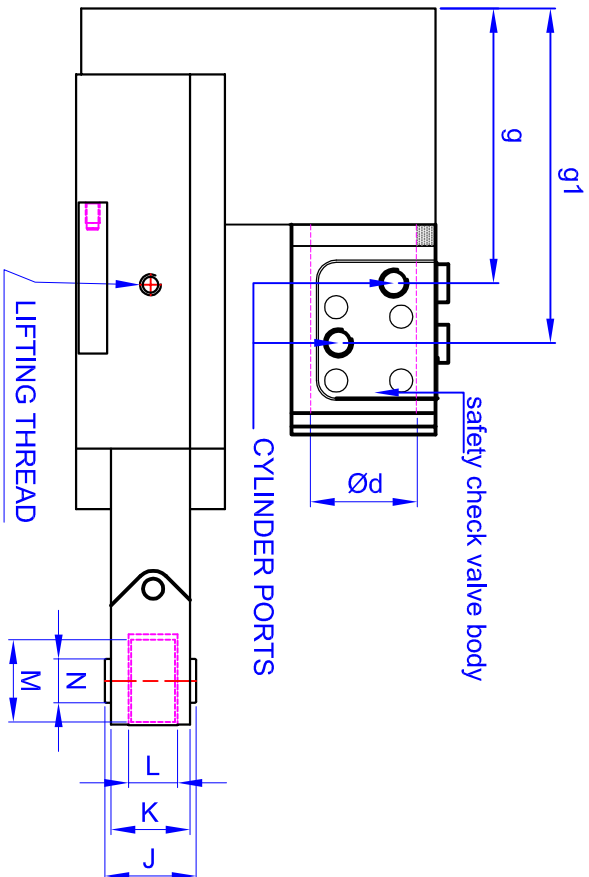 g
g1
LIFTING THREAD
CYLINDER PORTS
Ød
safety check valve body
M
N
L
K
J